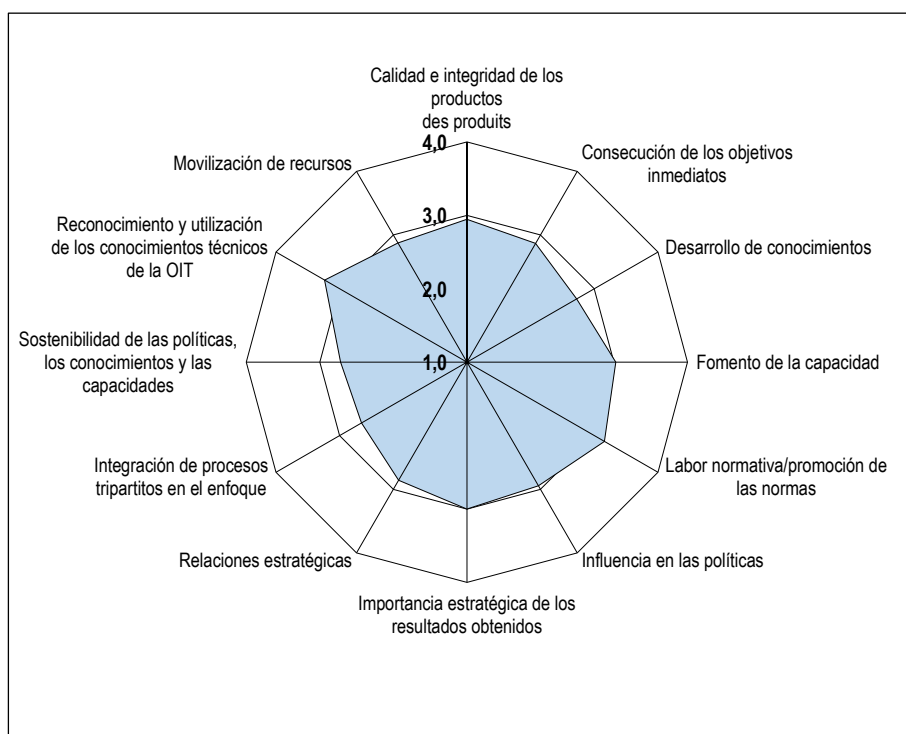 Calidad e integridad de los
productos
des produits
4,0
Movilización de recursos
Consecución de los objetivos
inmediatos
3,0
Reconocimiento y utilización
de los conocimientos técnicos
de la OIT
Desarrollo de conocimientos
2,0
Sostenibilidad de las políticas,
los conocimientos y las
capacidades
1,0
Fomento de la capacidad
Integración de procesos
tripartitos en el enfoque
Labor normativa/promoción de
las normas
Relaciones estratégicas
Influencia en las políticas
Importancia estratégica de los
resultados obtenidos